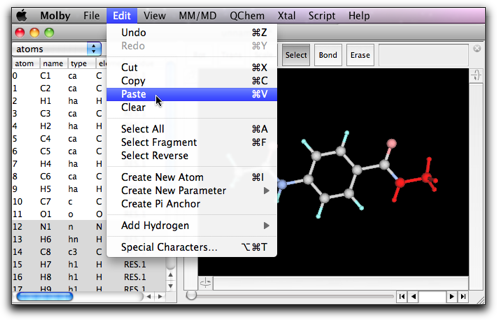 Molby File Edit View MM/MD QChem Xtal Script Help
atoms
Select Bond Erase
atom name type ele
0 C1 ca C
1 C2 ca C
2 H1 ha H
3 C3 ca C
4 H2 ha H
5 C4 ca C
6 C5 ca C
7 H4 ha H
8 C6 ca C
9 H5 ha H
10 C7 c C
11 O1 o O
12 N1 n N
13 H6 hn H
14 C8 c3 C
15 H7 h1 H RES.1
16 H8 h1 H RES.1
17 H9 h1 H RES.1
Undo ⌘Z
Redo ⌘Y
Cut ⌘X
Copy ⌘C
Paste ⌘V
Clear
Select All ⌘A
Select Fragment ⌘F
Select Reverse
Create New Atom ⌘I
Create New Parameter
Create Pi Anchor
Add Hydrogen
Special Characters... ⌥⌘T